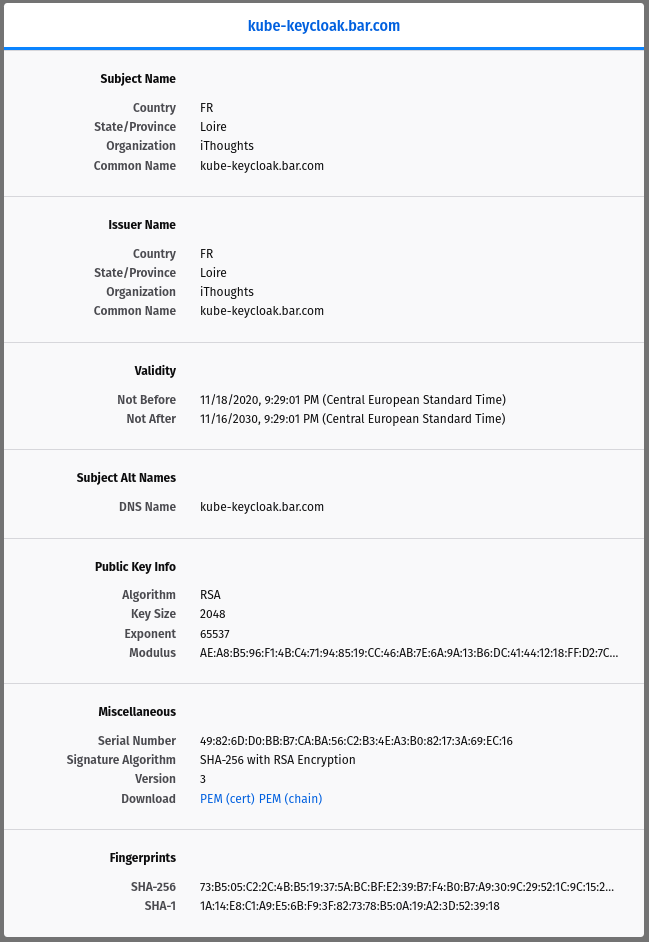 kube-keycloak.bar.com
Subject Name
Country FR
State/Province Loire
Organization iThoughts
Common Name kube-keycloak.bar.com
Issuer Name
Country FR
State/Province Loire
Organization iThoughts
Common Name kube-keycloak.bar.com
Validity
Not Before 11/18/2020, 9:29:01 PM (Central European Standard Time)
Not After 11/16/2030, 9:29:01 PM (Central European Standard Time)
Subject Alt Names
DNS Name kube-keycloak.bar.com
Public Key Info
Algorithm RSA
Key Size 2048
Exponent 65537
Modulus AE:A8:B5:96:F1:4B:C4:71:94:85:19:CC:46:AB:7E:6A:9A:13:B6:DC:41:44:12:18:FF:D2:7C...
Miscellaneous
Serial Number 49:82:6D:D0:BB:B7:CA:BA:56:C2:B3:4E:A3:B0:82:17:3A:69:EC:16
Signature Algorithm SHA-256 with RSA Encryption
Version 3
Download PEM (cert) PEM (chain)
Fingerprints
SHA-256 73:B5:05:C2:2C:4B:B5:19:37:5A:BC:BF:E2:39:B7:F4:B0:B7:A9:30:9C:29:52:1C:9C:15:2...
SHA-1 1A:14:E8:C1:A9:E5:6B:F9:3F:82:73:78:B5:0A:19:A2:3D:52:39:18